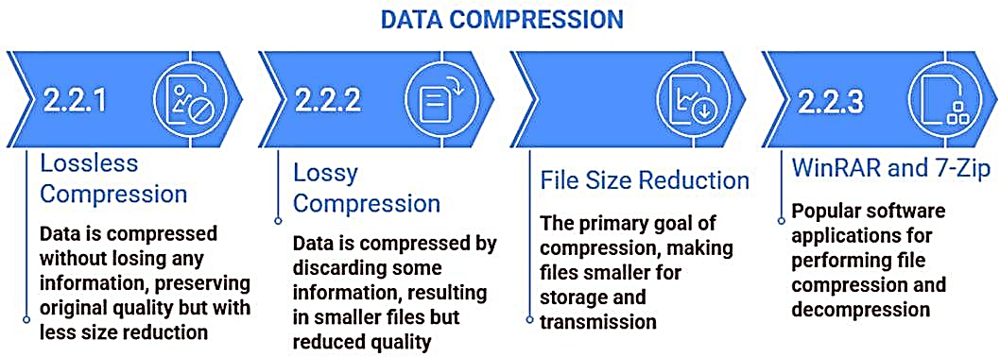 DATA COMPRESSION
2.2.1
Lossless
Compression
Data is compressed
without losing any
information, preserving
original quality but with
less size reduction
2.2.2
Lossy
Compression
Data is compressed by
discarding some
information, resulting
in smaller files but
reduced quality
File Size Reduction
The primary goal of
compression, making
files smaller for
storage and
transmission
2.2.3
WinRAR and 7-Zip
Popular software
applications for
performing file
compression and
decompression